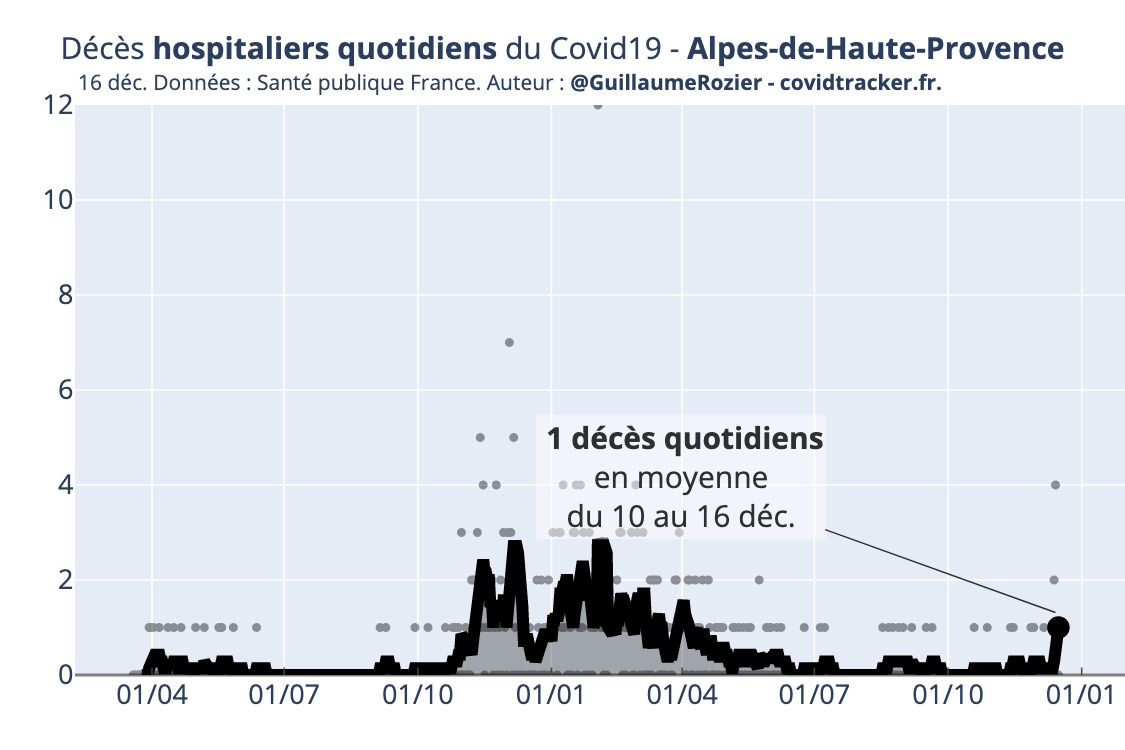 Décès hospitaliers quotidiens du Covid19 - Alpes-de-Haute-Provence
16 déc. Données : Santé publique France. Auteur : @GuillaumeRozier - covidtracker.fr.
12
10
8
6
4
2
0
1 décès quotidiens
en moyenne
du 10 au 16 déc.
01/04 01/07 01/10 01/01 01/04 01/07 01/10 01/01